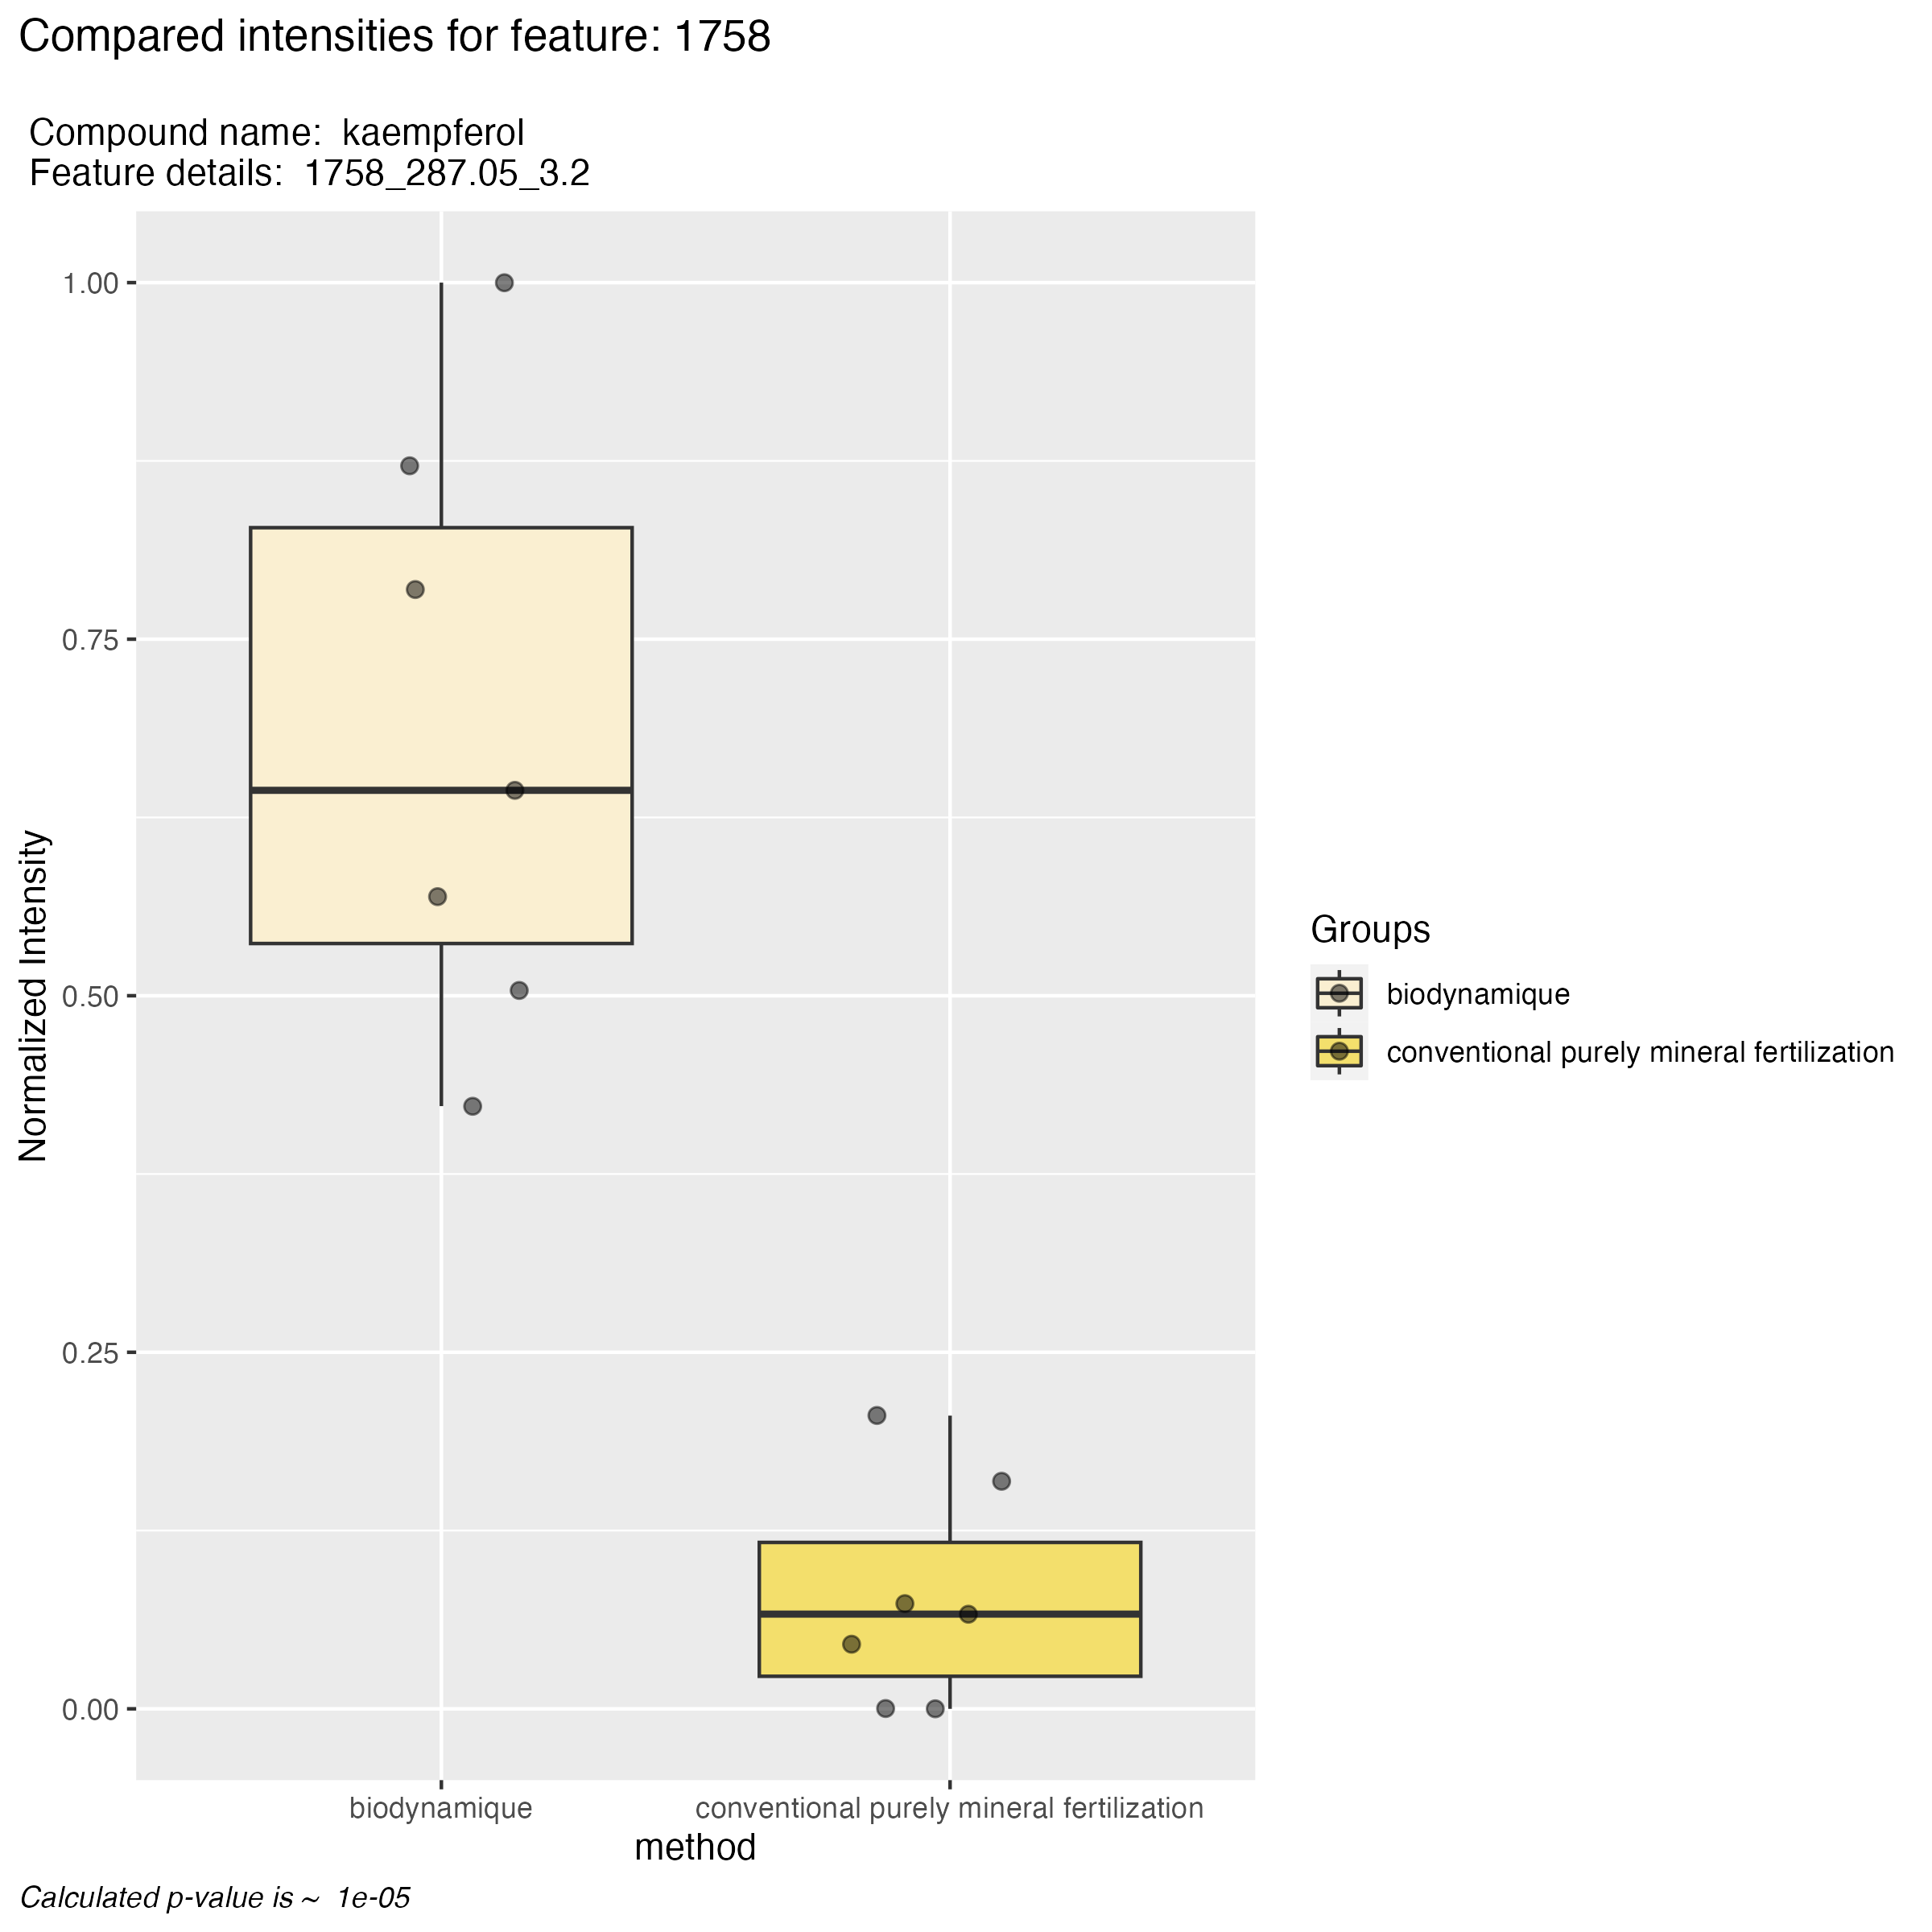 Compared intensities for feature: 1758
Compound name:  kaempferol
Feature details:  1758_287.05_3.2
Normalized Intensity
1.00
0.75
0.50
0.25
0.00
biodynamique
conventional purely mineral fertilization
method
Groups
biodynamique
conventional purely mineral fertilization
Calculated p-value is ~  1e-05